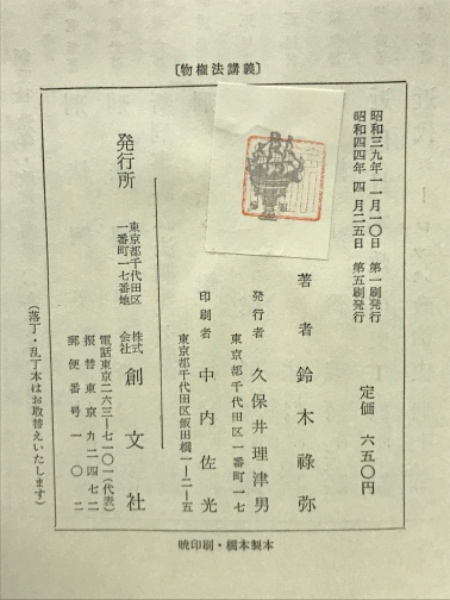 〔物権法講義〕
昭和三九年一一月一〇日 第一刷発行
昭和四四年 四 月二五日 第五刷発行
定価 六五〇円
著者 鈴木祿弥
発行者 久保井理津男
東京都千代田区一番町一七
印刷者 中内佐光
東京都千代田区飯田橋一ー二ー五
発行所
東京都千代田区
一番町一七番地
株式会社 創文社
電話東京二六三ー七一〇一(代表)
振替東京九二四七二
郵便番号一〇二
(落丁・乱丁本はお取替えいたします)
暁印刷・橋本製本